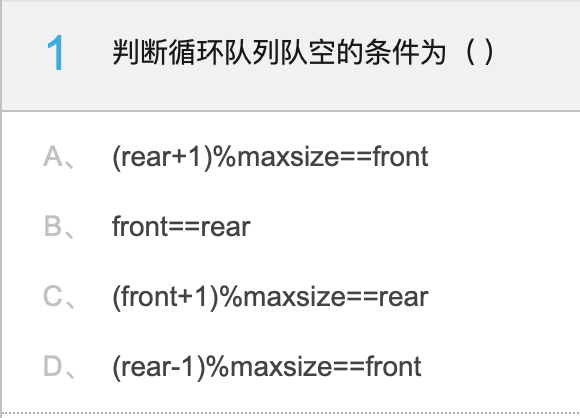 1 判断循环队列队空的条件为（）
A、 (rear+1)%maxsize==front
B、 front==rear
C、 (front+1)%maxsize==rear
D、 (rear-1)%maxsize==front